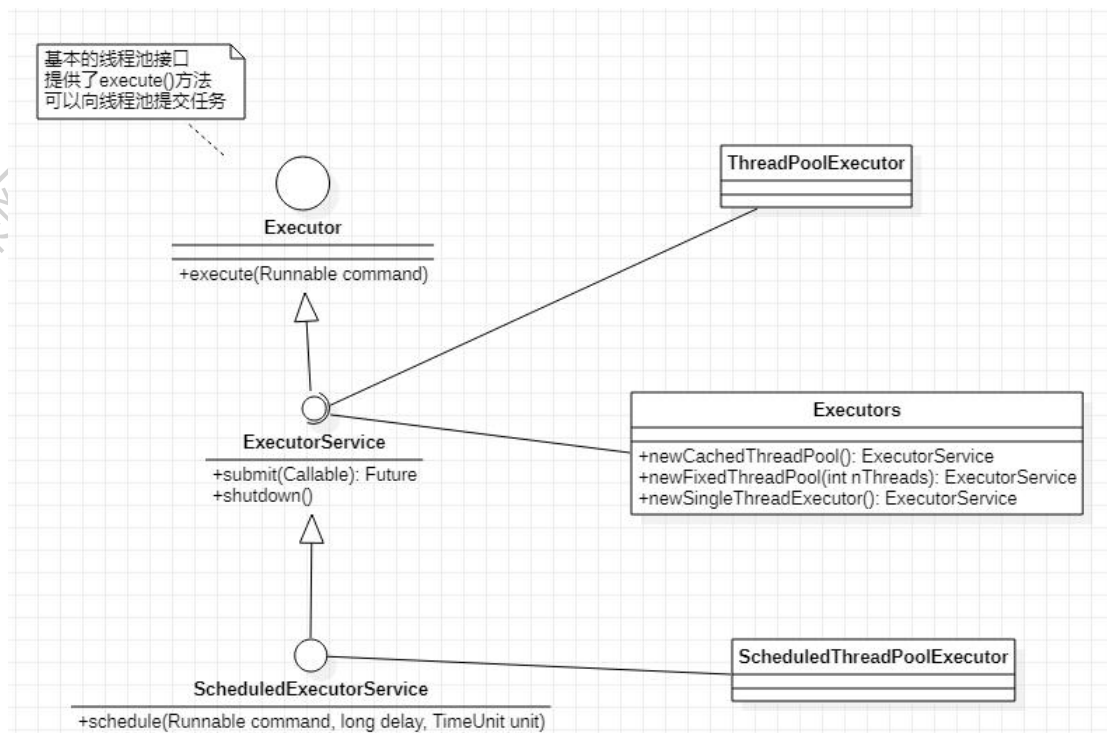 基本的线程池接口
提供了execute()方法
可以向线程池提交任务
Executor
+execute(Runnable command)
ThreadPoolExecutor
ExecutorService
+submit(Callable): Future
+shutdown()
Executors
+newCachedThreadPool(): ExecutorService
+newFixedThreadPool(int nThreads): ExecutorService
+newSingleThreadExecutor(): ExecutorService
ScheduledExecutorService
+schedule(Runnable command, long delay, TimeUnit unit)
ScheduledThreadPoolExecutor